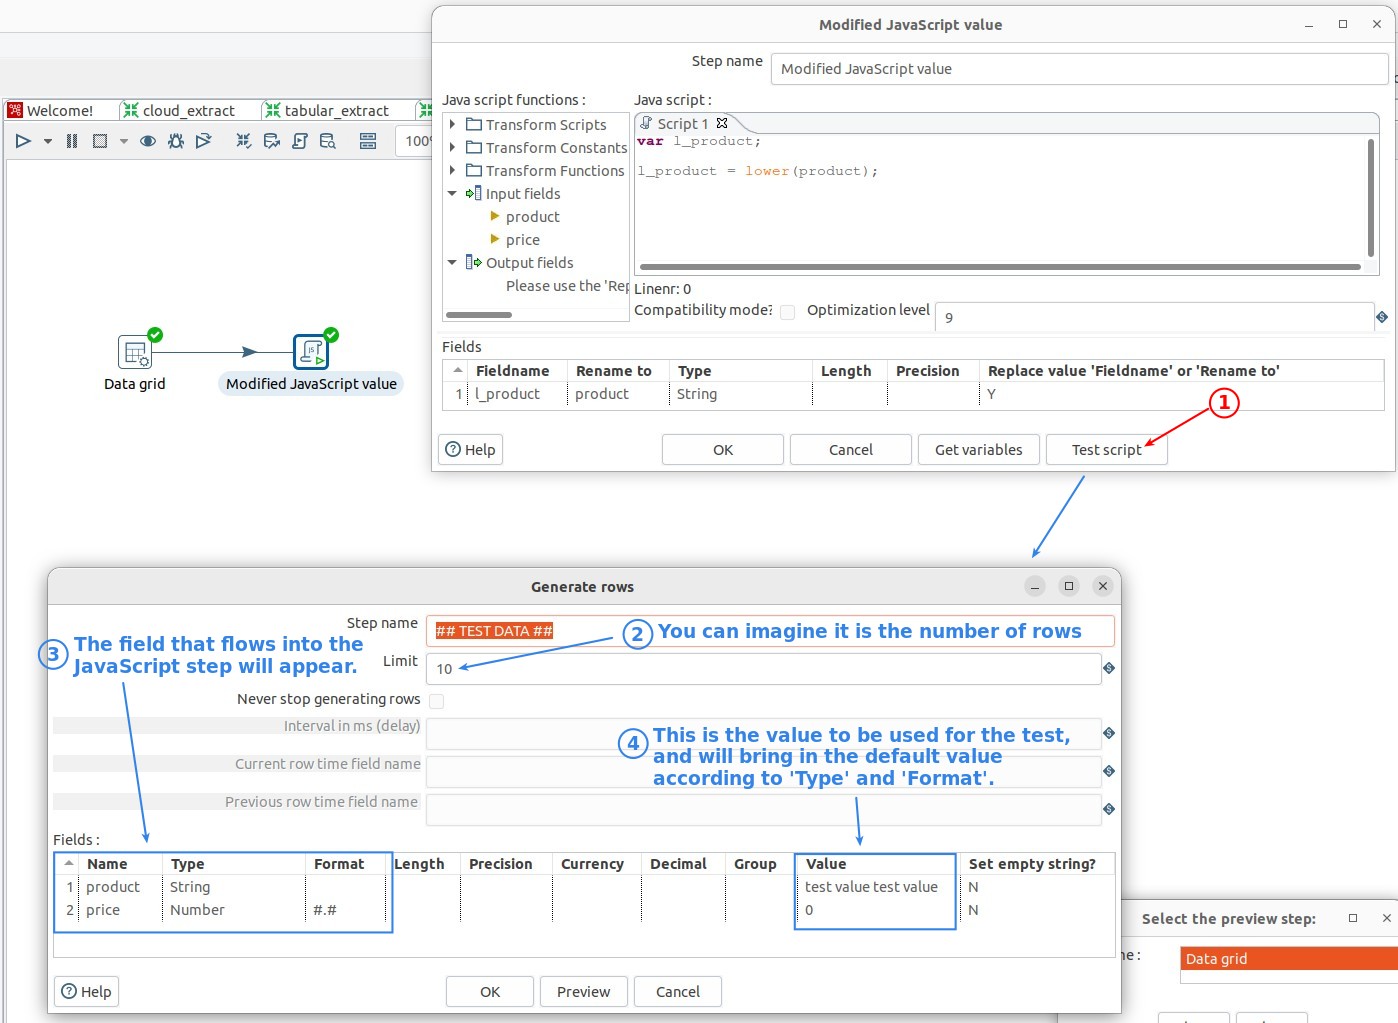 Modified JavaScript value
Step name
Modified JavaScript value
Java script functions :
Java script :
Welcome!
cloud_extract
tabular_extract
100%
Transform Scripts
Transform Constants
Transform Functions
Input fields
product
price
Output fields
Please use the 'Rep
Script 1
var l_product;
l_product = lower(product);
Linenr: 0
Compatibility mode?
Optimization level
9
Fields
Fieldname Rename to Type Length Precision Replace value 'Fieldname' or 'Rename to'
1 l_product product String Y
1
Help
OK
Cancel
Get variables
Test script
Data grid
Modified JavaScript value
Generate rows
Step name
## TEST DATA ##
2 You can imagine it is the number of rows
3 The field that flows into the
JavaScript step will appear.
Limit
10
Never stop generating rows
Interval in ms (delay)
4 This is the value to be used for the test,
and will bring in the default value
according to 'Type' and 'Format'.
Current row time field name
Previous row time field name
Fields :
Name Type Format Length Precision Currency Decimal Group Value Set empty string?
1 product String test value test value N
2 price Number #.# 0 N
Help
OK
Preview
Cancel
Select the preview step:
ne :
Data grid